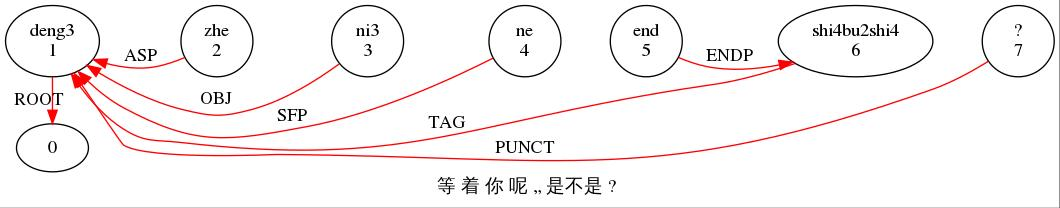 deng3 zhe ni3 ne end shi4bu2shi4 ?
1 2 3 4 5 6 7
ASP ENDP
ROOT OBJ
SFP
TAG
0 PUNCT
等 着 你 呢 ,, 是不是 ?